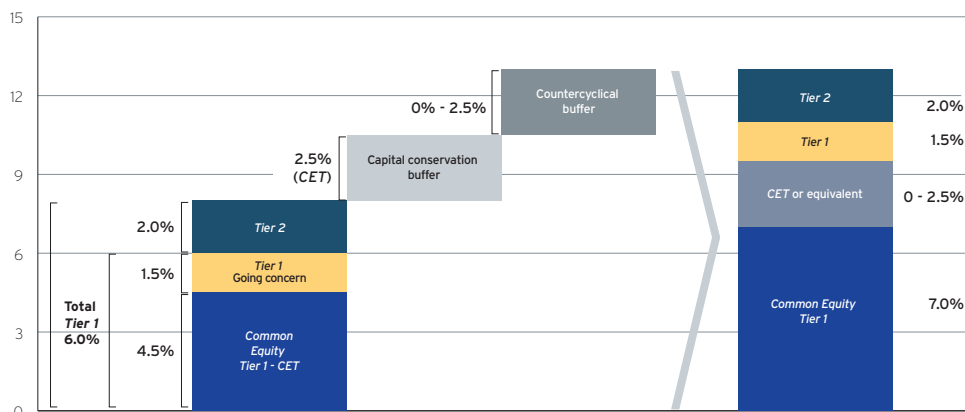 15
12
9
6
3
0
Total
Tier 1
6.0%
2.0%
1.5%
4.5%
Tier 2
Tier 1
Going concern
Common
Equity
Tier 1 - CET
2.5%
(CET)
Capital conservation
buffer
0% - 2.5%
Countercyclical
buffer
Tier 2
Tier 1
CET or equivalent
Common Equity
Tier 1
2.0%
1.5%
0 - 2.5%
7.0%